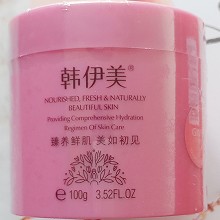 韩伊美®
NOURISHED, FRESH & NATURALLY
BEAUTIFUL SKIN
Providing Comprehensive Hydration
Regimen Of Skin Care
臻养鲜肌 美如初见
℮ 100g 3.52FL.OZ